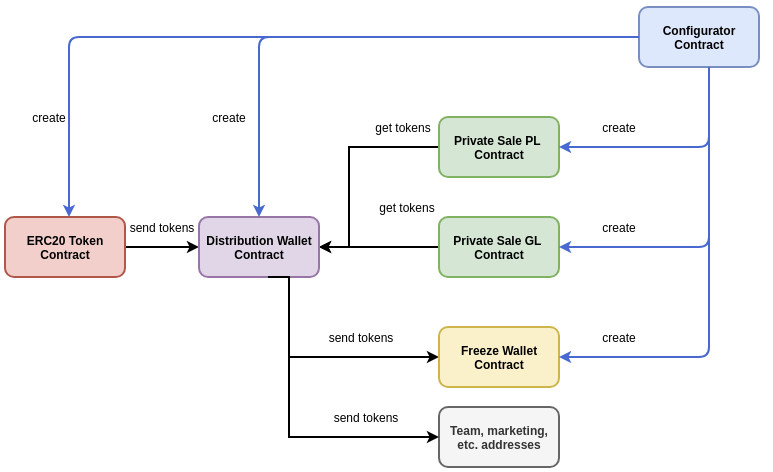 Configurator
Contract
create
create
get tokens
Private Sale PL
Contract
create
get tokens
ERC20 Token
Contract
send tokens
Distribution Wallet
Contract
Private Sale GL
Contract
create
send tokens
Freeze Wallet
Contract
create
send tokens
Team, marketing,
etc. addresses